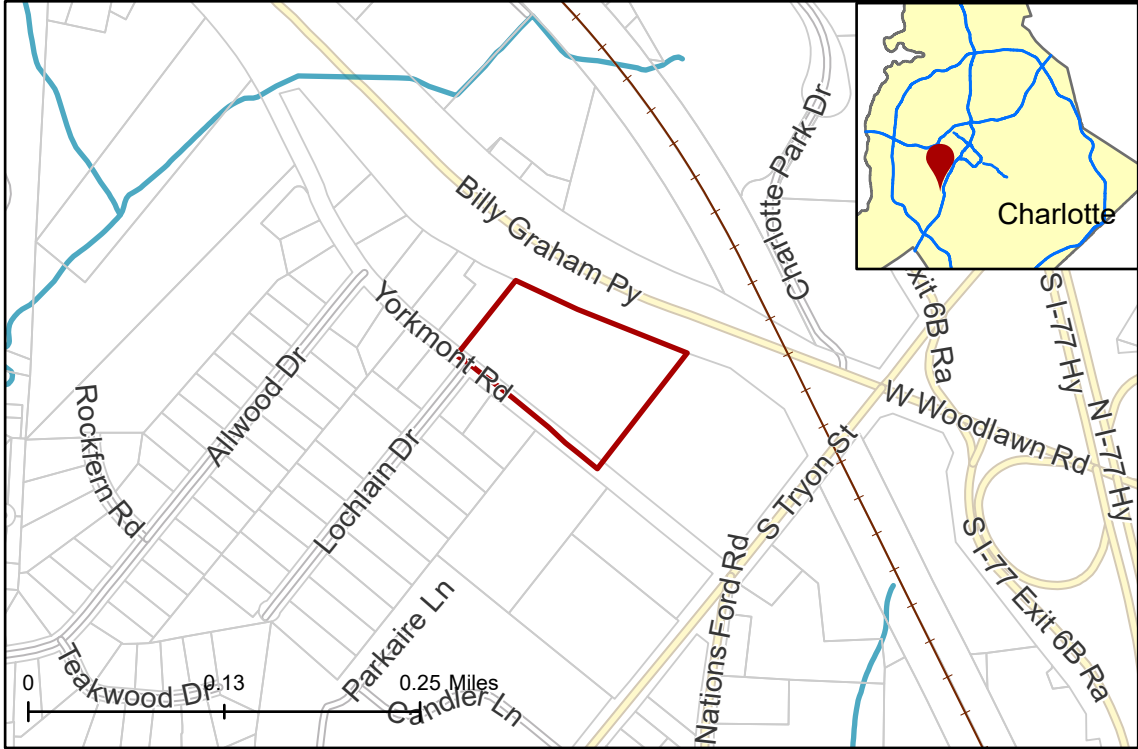 Charlotte Park Dr
Billy Graham Py
Charlotte
Yorkmont Rd
Exit 6B Ra
S I-77 Hy
N I-77 Hy
Allwood Dr
Rockfern Rd
Lochlain Dr
W Woodlawn Rd
S Tryon St
Nations Ford Rd
S I-77 Exit 6B Ra
Parkaire Ln
Teakwood Dr
Candler Ln
0 0.13 0.25 Miles